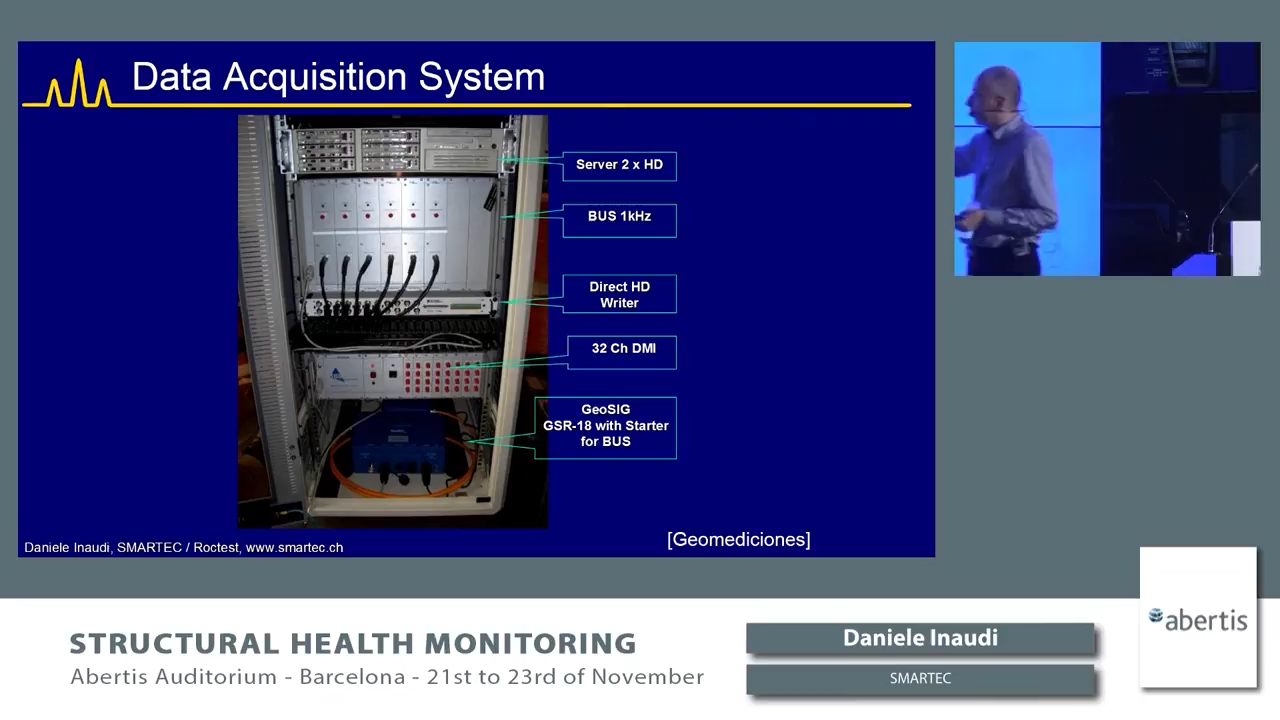 Data Acquisition System
Server 2 x HD
BUS 1kHz
Direct HD
Writer
32 Ch DMI
GeoSIG
GSR-18 with Starter
for BUS
[Geomediciones]
Daniele Inaudi, SMARTEC / Roctest, www.smartec.ch
STRUCTURAL HEALTH MONITORING
Abertis Auditorium - Barcelona - 21st to 23rd of November
Daniele Inaudi
SMARTEC
abertis